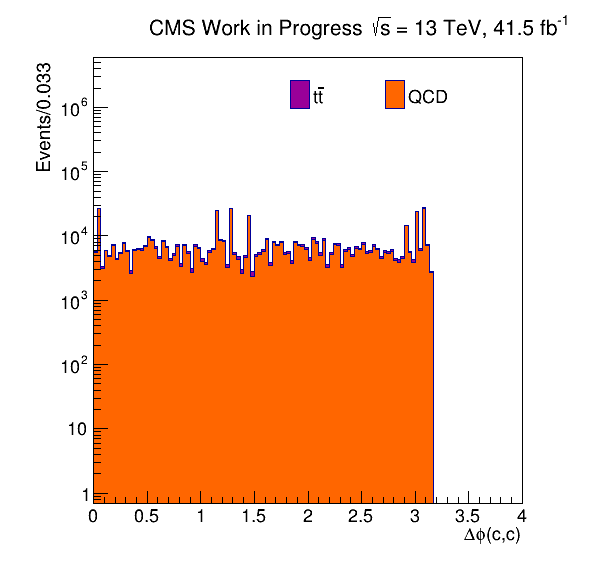 CMS Work in Progress √s = 13 TeV, 41.5 fb⁻¹
Events/0.033
tt̄
QCD
10⁶
10⁵
10⁴
10³
10²
10
1
0 0.5 1 1.5 2 2.5 3 3.5 4
Δϕ(c,c)